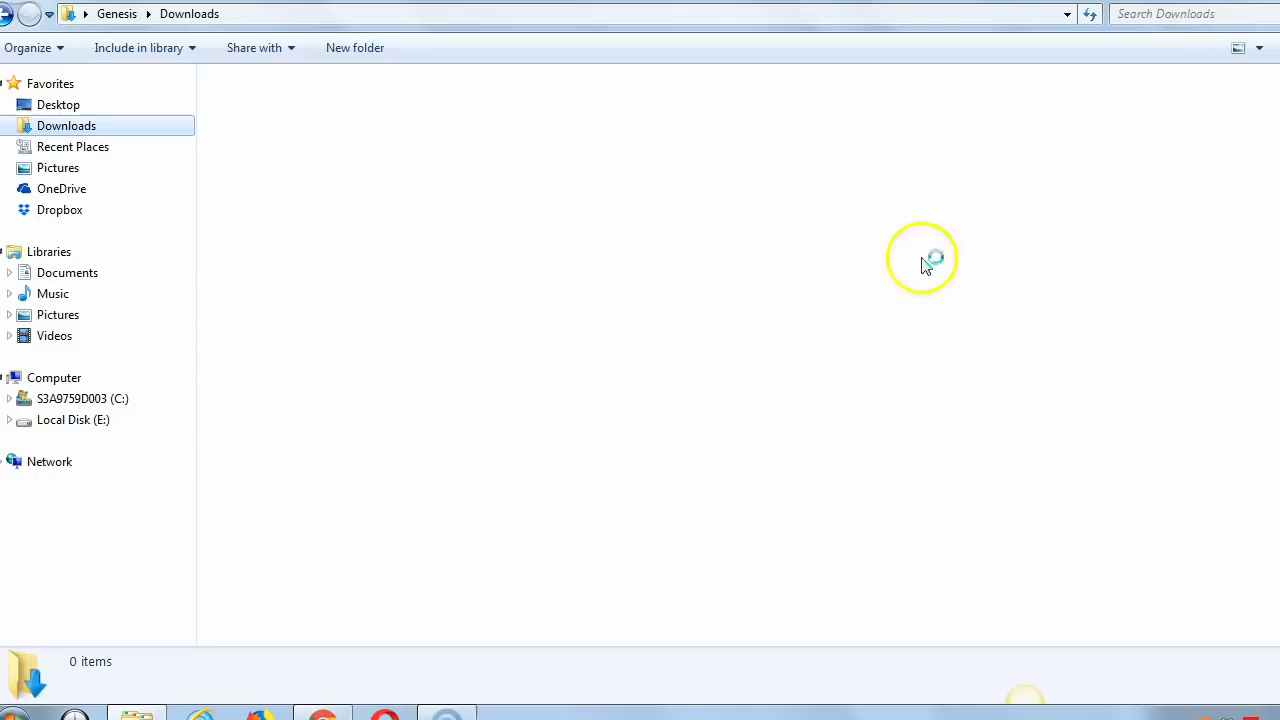 Genesis Downloads Search Downloads
Organize Include in library Share with New folder
Favorites
Desktop
Downloads
Recent Places
Pictures
OneDrive
Dropbox
Libraries
Documents
Music
Pictures
Videos
Computer
S3A9759D003 (C:)
Local Disk (E:)
Network
0 items